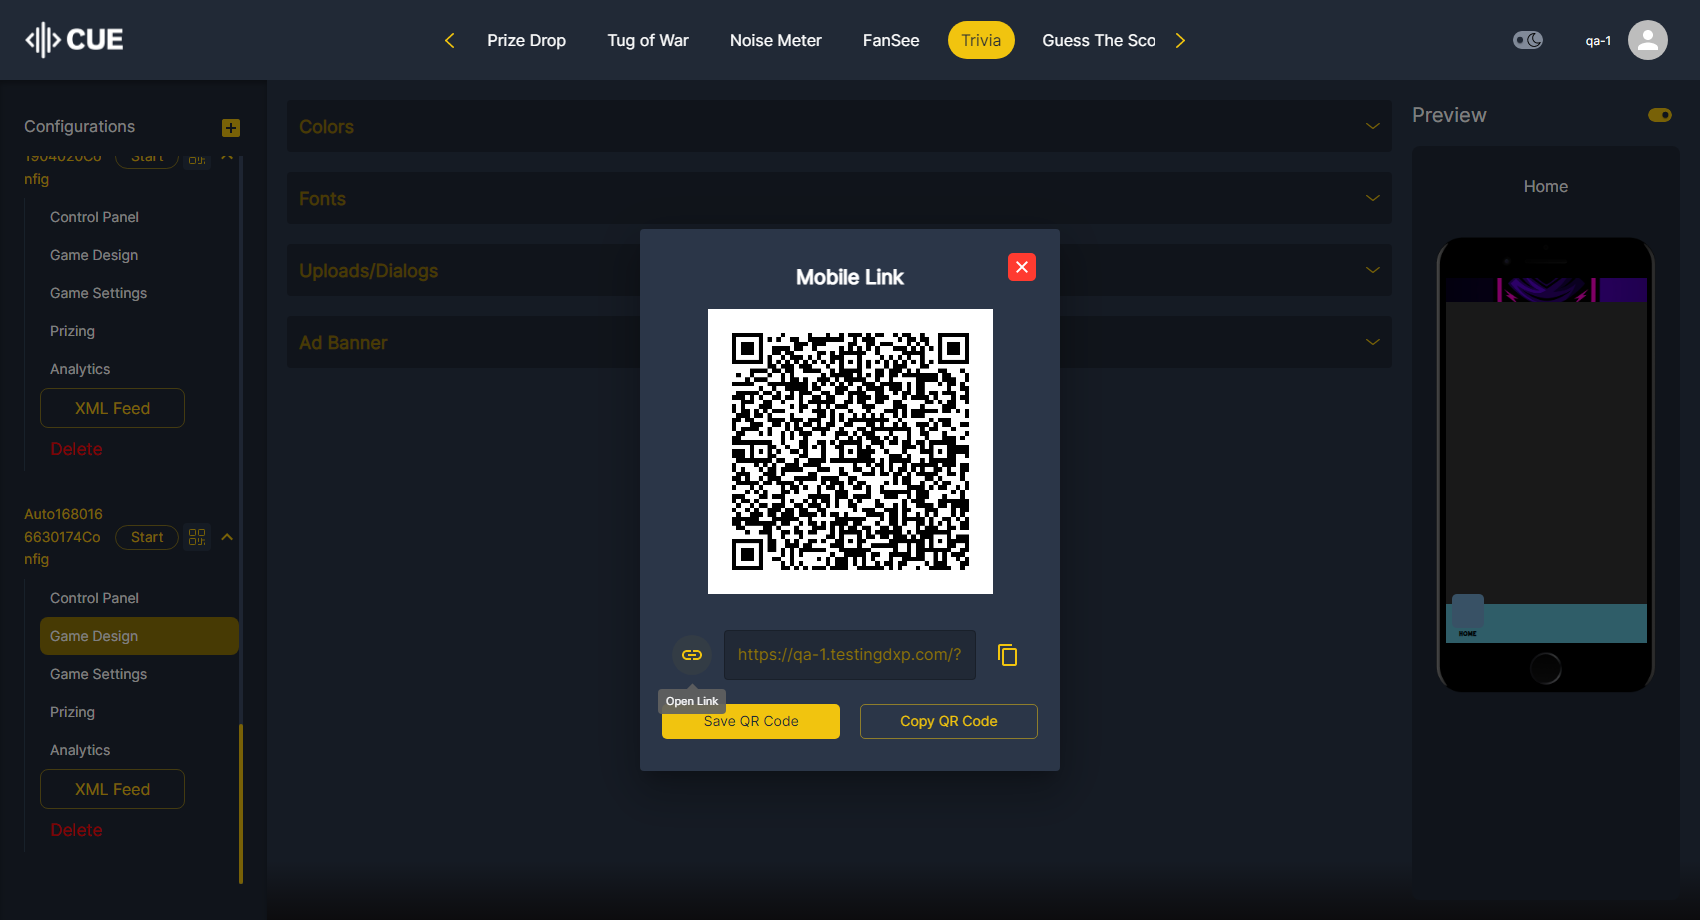 CUE
Prize Drop
Tug of War
Noise Meter
FanSee
Trivia
Guess The Sco
qa-1
Configurations
1904020Co
nfig
Start
Control Panel
Game Design
Game Settings
Prizing
Analytics
XML Feed
Delete
Auto168016
6630174Co
nfig
Start
Control Panel
Game Design
Game Settings
Prizing
Analytics
XML Feed
Delete
Colors
Fonts
Uploads/Dialogs
Ad Banner
Mobile Link
https://qa-1.testingdxp.com/?
Open Link
Save QR Code
Copy QR Code
Preview
Home
HOME